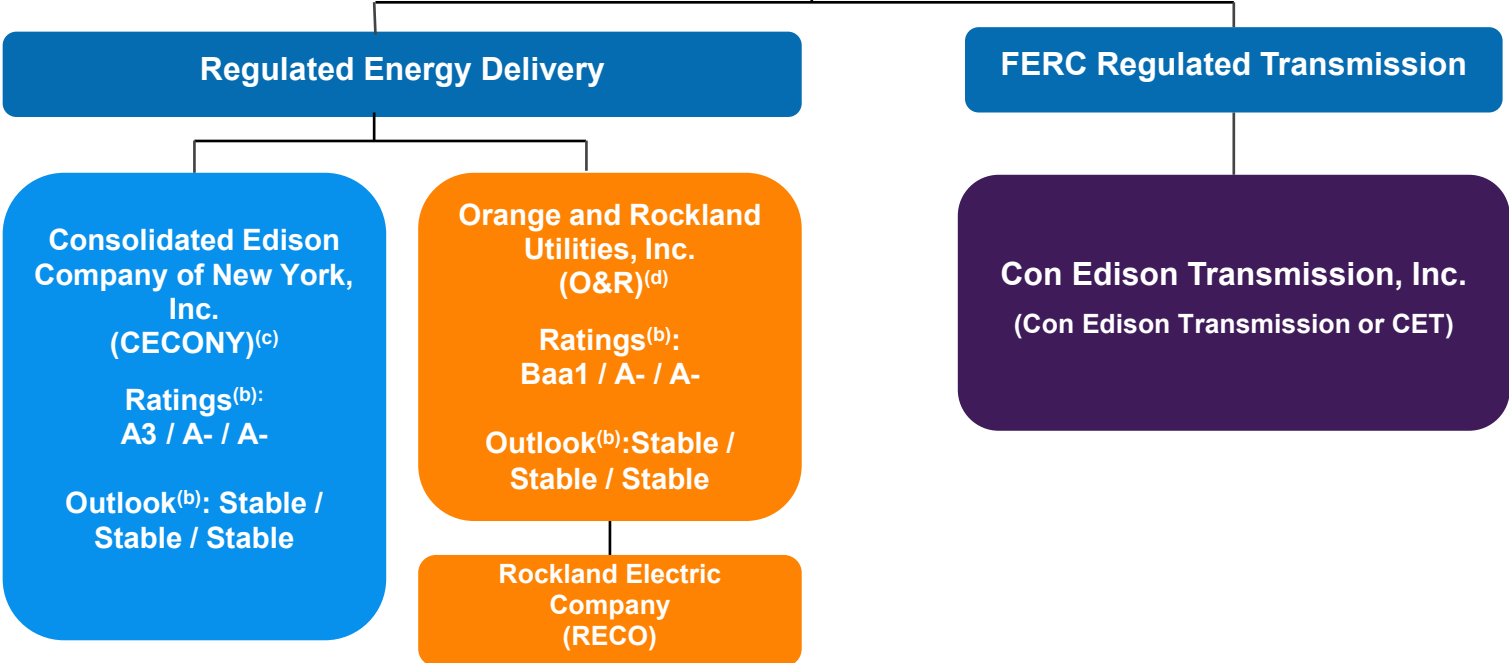 Regulated Energy Delivery
FERC Regulated Transmission
Consolidated Edison
Company of New York,
Inc.
(CECONY)(c)
Ratings(b):
A3 / A- / A-
Outlook(b): Stable /
Stable / Stable
Orange and Rockland
Utilities, Inc.
(O&R)(d)
Ratings(b):
Baa1 / A- / A-
Outlook(b):Stable /
Stable / Stable
Rockland Electric
Company
(RECO)
Con Edison Transmission, Inc.
(Con Edison Transmission or CET)